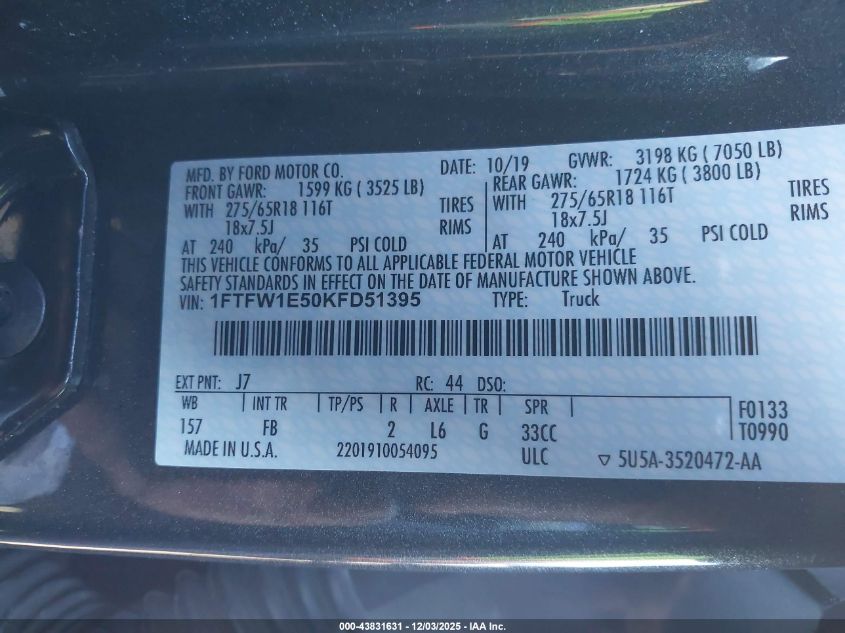 MFD. BY FORD MOTOR CO. DATE: 10/19 GVWR: 3198 KG ( 7050 LB)
FRONT GAWR: 1599 KG ( 3525 LB) REAR GAWR: 1724 KG ( 3800 LB)
WITH 275/65R18 116T TIRES WITH 275/65R18 116T TIRES
18x7.5J RIMS 18x7.5J RIMS
AT 240 kPa/ 35 PSI COLD AT 240 kPa/ 35 PSI COLD
THIS VEHICLE CONFORMS TO ALL APPLICABLE FEDERAL MOTOR VEHICLE
SAFETY STANDARDS IN EFFECT ON THE DATE OF MANUFACTURE SHOWN ABOVE.
VIN: 1FTFW1E50KFD51395 TYPE: Truck
EXT PNT: J7 RC: 44 DSO:
WB INT TR TP/PS R AXLE TR SPR F0133
157 FB 2 L6 G 33CC T0990
MADE IN U.S.A. 2201910054095 ULC ▽ 5U5A-3520472-AA
000-43831631 - 12/03/2025 - IAA Inc.